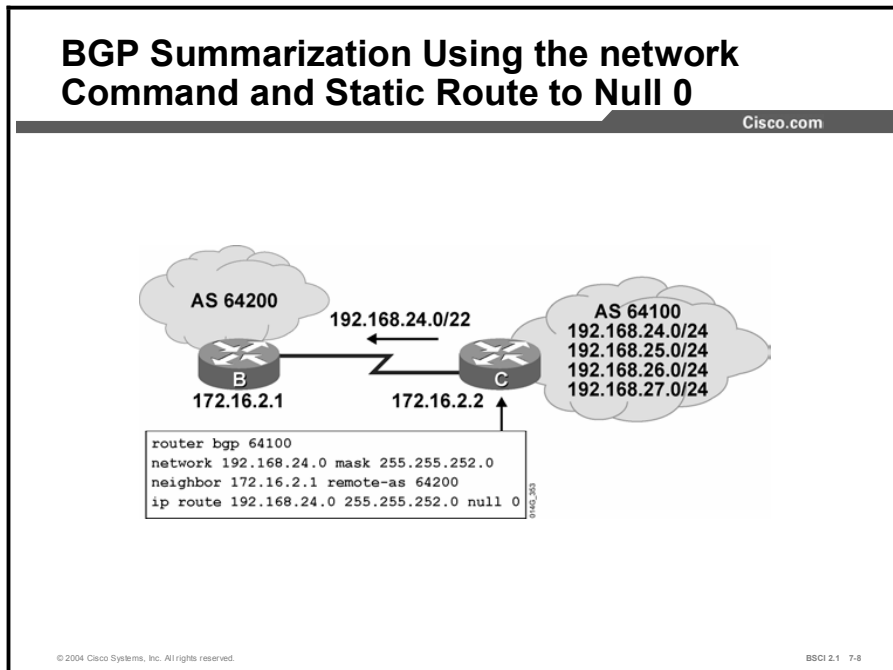 BGP Summarization Using the network
Command and Static Route to Null 0
Cisco.com
AS 64200
192.168.24.0/22
AS 64100
192.168.24.0/24
192.168.25.0/24
192.168.26.0/24
192.168.27.0/24
B
C
172.16.2.1
172.16.2.2
router bgp 64100
network 192.168.24.0 mask 255.255.252.0
neighbor 172.16.2.1 remote-as 64200
ip route 192.168.24.0 255.255.252.0 null 0
014G_353
© 2004 Cisco Systems, Inc. All rights reserved.
BSCI 2.1 7-8